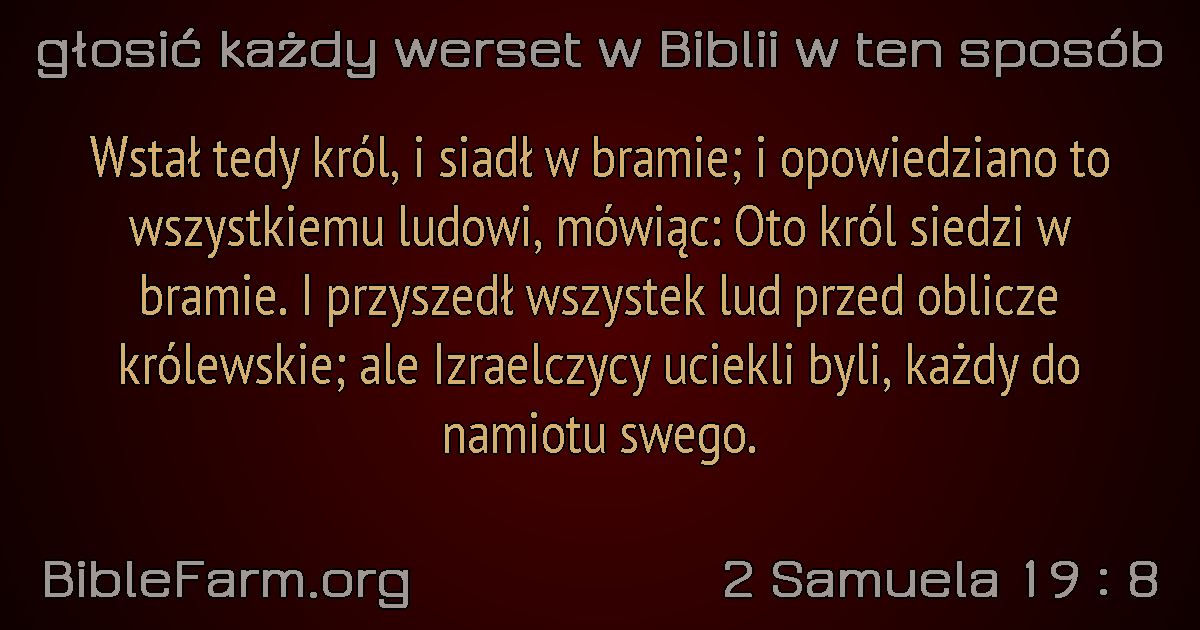 głosić każdy werset w Biblii w ten sposób
Wstał tedy król, i siadł w bramie; i opowiedziano to
wszystkiemu ludowi, mówiąc: Oto król siedzi w
bramie. I przyszedł wszystek lud przed oblicze
królewskie; ale Izraelczycy uciekli byli, każdy do
namiotu swego.
BibleFarm.org
2 Samuela 19 : 8